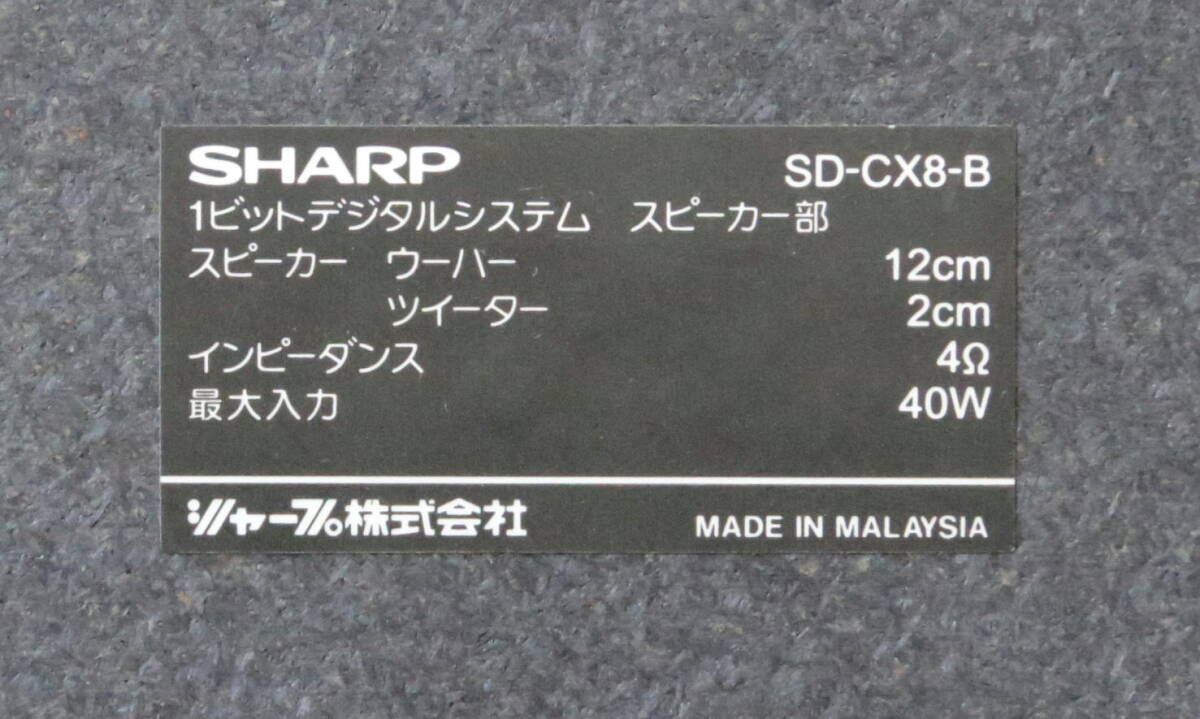 SHARP SD-CX8-B
1ビットデジタルシステム スピーカー部
スピーカー ウーハー 12cm
ツイーター 2cm
インピーダンス 4Ω
最大入力 40W
シャープ株式会社 MADE IN MALAYSIA